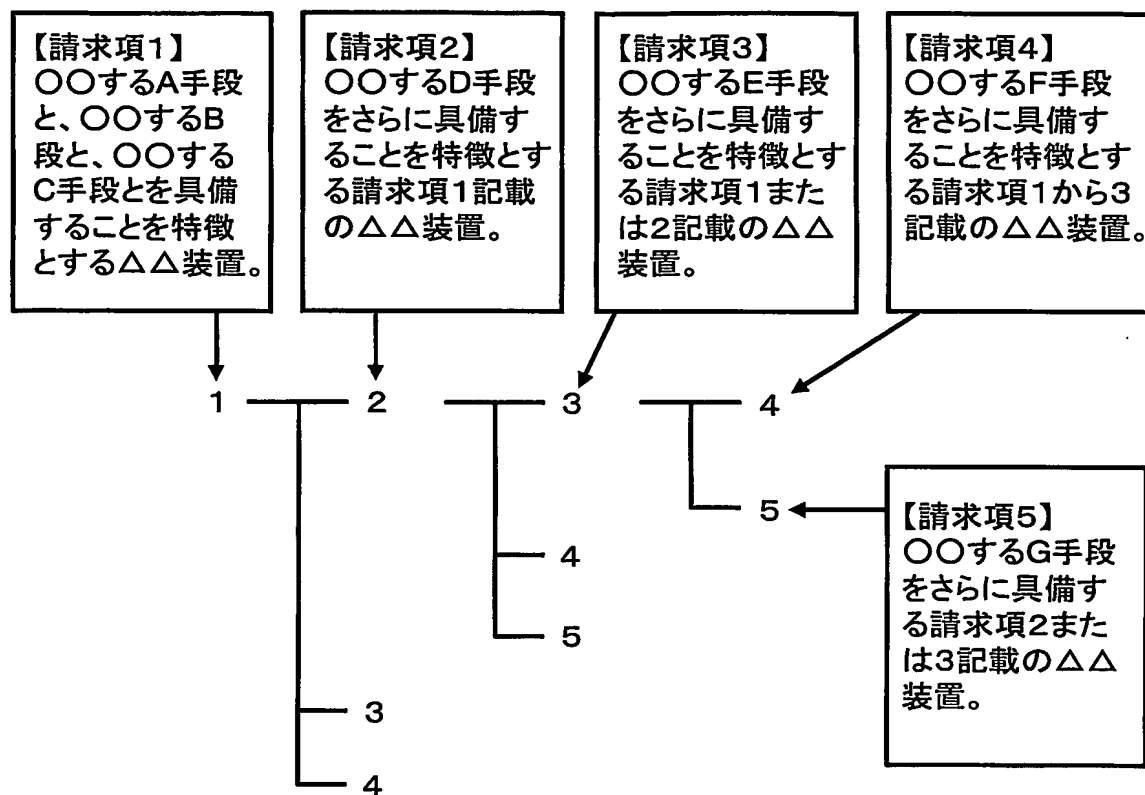 【請求項1】
○○するA手段
と、○○するB
段と、○○する
C手段とを具備
することを特徴
とする△△装置。
【請求項2】
○○するD手段
をさらに具備す
ることを特徴とす
る請求項1記載
の△△装置。
【請求項3】
○○するE手段
をさらに具備す
ることを特徴とす
る請求項1また
は2記載の△△
装置。
【請求項4】
○○するF手段
をさらに具備す
ることを特徴とす
る請求項1から3
記載の△△装置。
1
2
3
4
5
【請求項5】
○○するG手段
をさらに具備す
る請求項2また
は3記載の△△
装置。
4
5
3
4